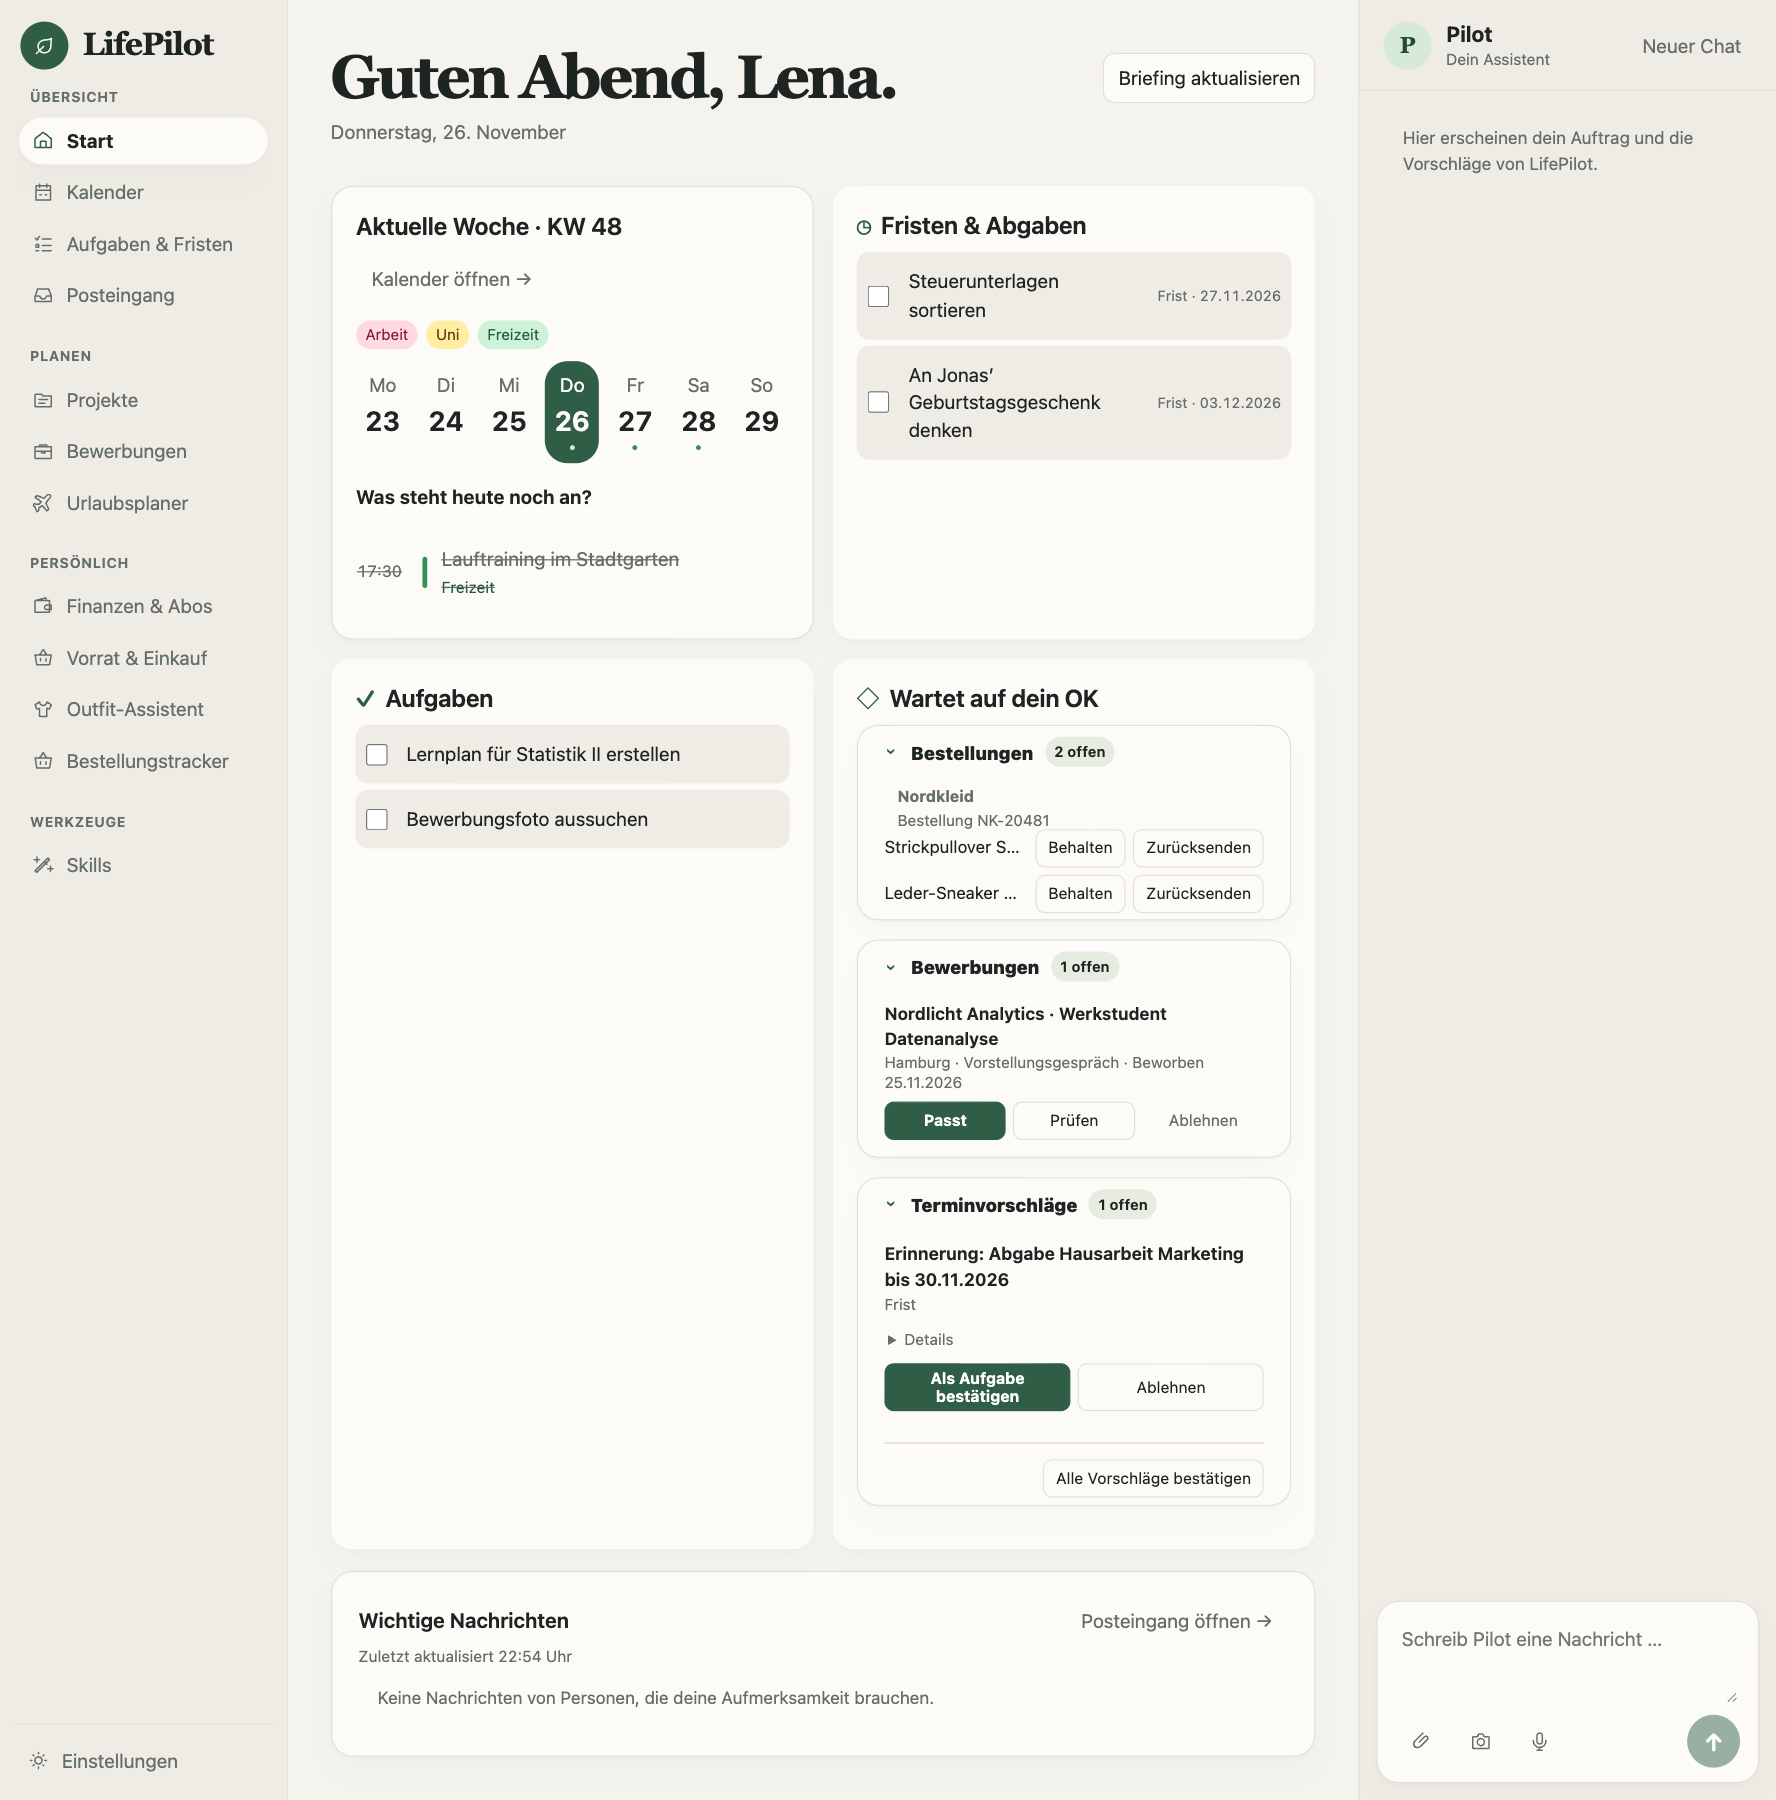 LifePilot
ÜBERSICHT
Start
Kalender
Aufgaben & Fristen
Posteingang
PLANEN
Projekte
Bewerbungen
Urlaubsplaner
PERSÖNLICH
Finanzen & Abos
Vorrat & Einkauf
Outfit-Assistent
Bestellungstracker
WERKZEUGE
Skills
Einstellungen
Guten Abend, Lena.
Donnerstag, 26. November
Briefing aktualisieren
Aktuelle Woche · KW 48
Kalender öffnen →
Arbeit Uni Freizeit
Mo Di Mi Do Fr Sa So
23 24 25 26 27 28 29
Was steht heute noch an?
17:30 Lauftraining im Stadtgarten
Freizeit
Fristen & Abgaben
Steuerunterlagen
sortieren
Frist · 27.11.2026
An Jonas’
Geburtstagsgeschenk
denken
Frist · 03.12.2026
Aufgaben
Lernplan für Statistik II erstellen
Bewerbungsfoto aussuchen
Wartet auf dein OK
Bestellungen 2 offen
Nordkleid
Bestellung NK-20481
Strickpullover S... Behalten Zurücksenden
Leder-Sneaker ... Behalten Zurücksenden
Bewerbungen 1 offen
Nordlicht Analytics · Werkstudent
Datenanalyse
Hamburg · Vorstellungsgespräch · Beworben
25.11.2026
Passt Prüfen Ablehnen
Terminvorschläge 1 offen
Erinnerung: Abgabe Hausarbeit Marketing
bis 30.11.2026
Frist
Details
Als Aufgabe
bestätigen
Ablehnen
Alle Vorschläge bestätigen
Wichtige Nachrichten
Posteingang öffnen →
Zuletzt aktualisiert 22:54 Uhr
Keine Nachrichten von Personen, die deine Aufmerksamkeit brauchen.
P
Pilot
Dein Assistent
Neuer Chat
Hier erscheinen dein Auftrag und die
Vorschläge von LifePilot.
Schreib Pilot eine Nachricht ...